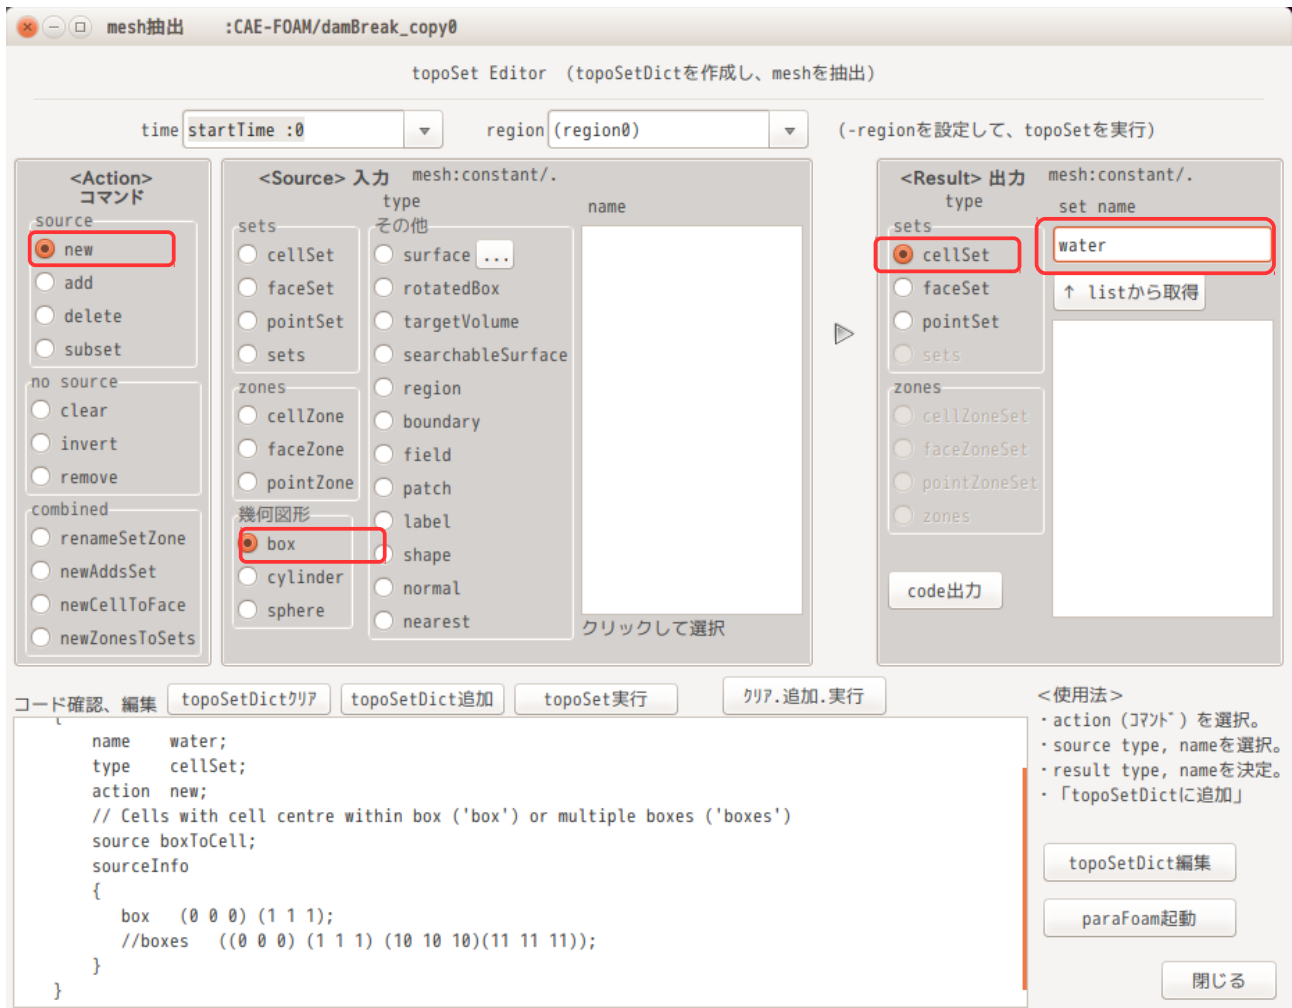 mesh抽出 :CAE-FOAM/damBreak_copy0
topoSet Editor （topoSetDictを作成し、meshを抽出）
time startTime :0 region (region0) (-regionを設定して、topoSetを実行)
<Action>
コマンド
source
new
add
delete
subset
no source
clear
invert
remove
combined
renameSetZone
newAddsSet
newCellToFace
newZonesToSets
<Source> 入力 mesh:constant/.
type
name
sets
cellSet
faceSet
pointSet
sets
zones
cellZone
faceZone
pointZone
幾何図形
box
cylinder
sphere
その他
surface ...
rotatedBox
targetVolume
searchableSurface
region
boundary
field
patch
label
shape
normal
nearest
クリックして選択
<Result> 出力 mesh:constant/.
type
set name
sets
cellSet
faceSet
pointSet
sets
zones
cellZoneSet
faceZoneSet
pointZoneSet
zones
code出力
water
↑ listから取得
コード確認、編集 topoSetDictｸﾘｱ topoSetDict追加 topoSet実行 ｸﾘｱ.追加.実行
{
name water;
type cellSet;
action new;
// Cells with cell centre within box ('box') or multiple boxes ('boxes')
source boxToCell;
sourceInfo
{
box (0 0 0) (1 1 1);
//boxes ((0 0 0) (1 1 1) (10 10 10)(11 11 11));
}
}
＜使用法＞
・action (ｺﾏﾝﾄﾞ) を選択。
・source type, nameを選択。
・result type, nameを決定。
・「topoSetDictに追加」
topoSetDict編集
paraFoam起動
閉じる